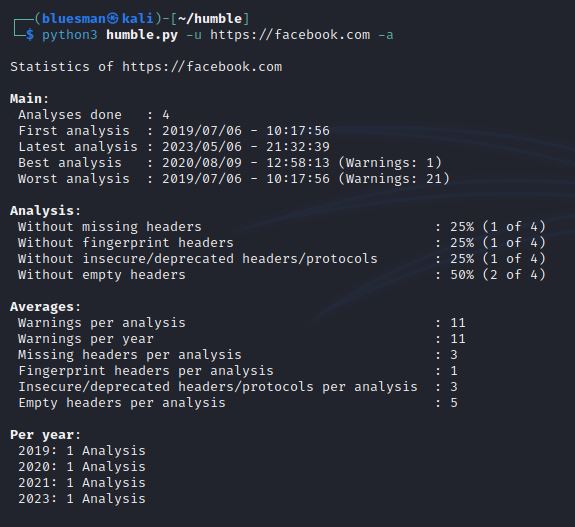 ┌──(bluesman㉿kali)-[~/humble]
└─$ python3 humble.py -u https://facebook.com -a
Statistics of https://facebook.com
Main:
Analyses done   : 4
First analysis  : 2019/07/06 - 10:17:56
Latest analysis : 2023/05/06 - 21:32:39
Best analysis   : 2020/08/09 - 12:58:13 (Warnings: 1)
Worst analysis  : 2019/07/06 - 10:17:56 (Warnings: 21)
Analysis:
Without missing headers                             : 25% (1 of 4)
Without fingerprint headers                         : 25% (1 of 4)
Without insecure/deprecated headers/protocols       : 25% (1 of 4)
Without empty headers                               : 50% (2 of 4)
Averages:
Warnings per analysis                               : 11
Warnings per year                                   : 11
Missing headers per analysis                        : 3
Fingerprint headers per analysis                    : 1
Insecure/deprecated headers/protocols per analysis  : 3
Empty headers per analysis                          : 5
Per year:
2019: 1 Analysis
2020: 1 Analysis
2021: 1 Analysis
2023: 1 Analysis